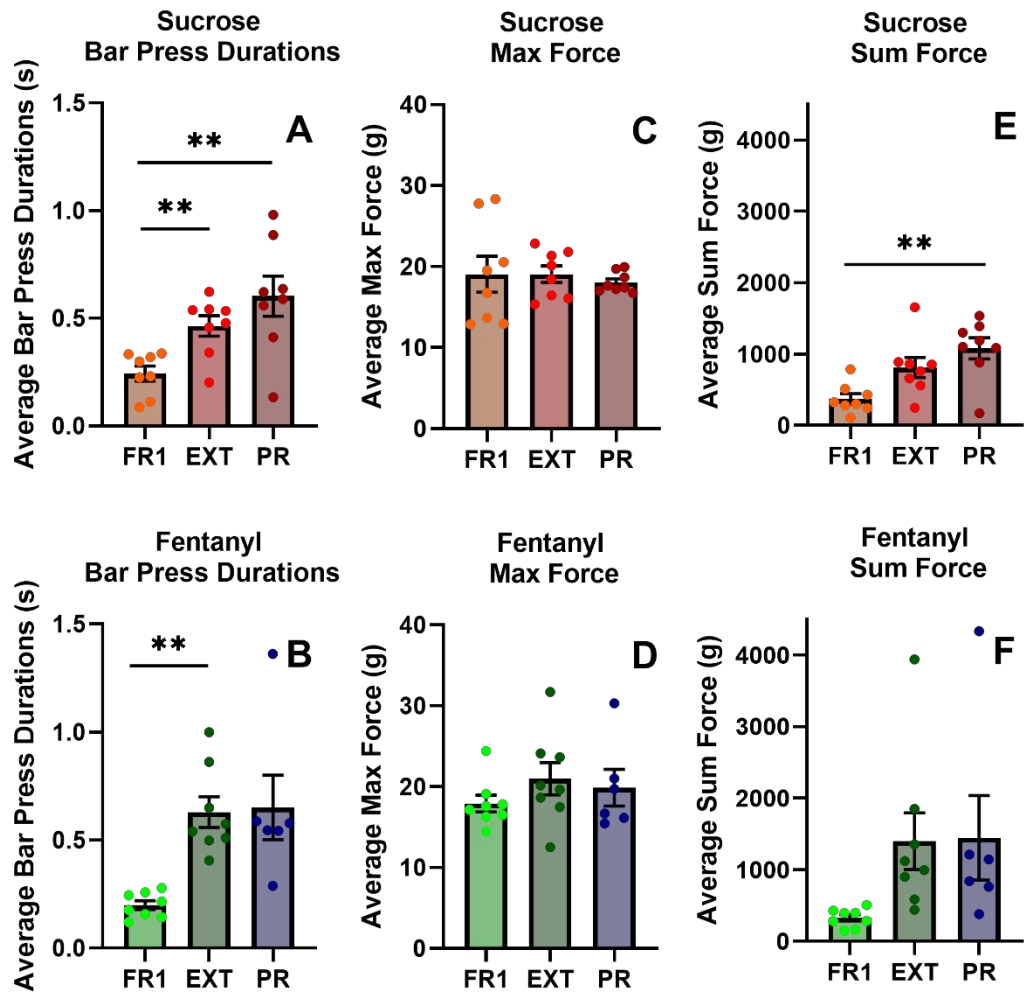 Sucrose
Bar Press Durations
Average Bar Press Durations (s)
1.5
1.0
0.5
0.0
**
**
A
FR1 EXT PR
Sucrose
Max Force
Average Max Force (g)
40
30
20
10
0
C
FR1 EXT PR
Sucrose
Sum Force
Average Sum Force (g)
4000
3000
2000
1000
0
**
E
FR1 EXT PR
Fentanyl
Bar Press Durations
Average Bar Press Durations (s)
1.5
1.0
0.5
0.0
**
B
FR1 EXT PR
Fentanyl
Max Force
Average Max Force (g)
40
30
20
10
0
D
FR1 EXT PR
Fentanyl
Sum Force
Average Sum Force (g)
4000
3000
2000
1000
0
F
FR1 EXT PR